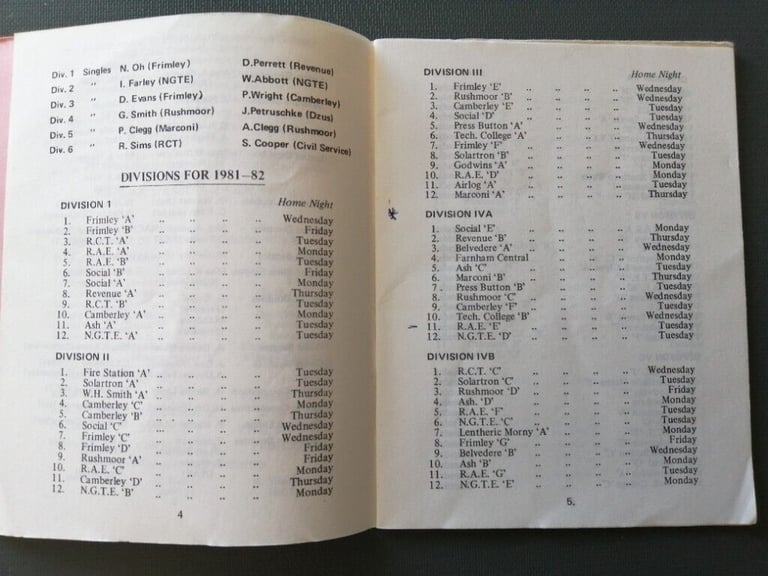 Div. 1 Singles N. Oh (Frimley) D.Perrett (Revenue)
Div. 2 " I. Farley (NGTE) W.Abbott (NGTE)
Div. 3 " D. Evans (Frimley) P.Wright (Camberley)
Div. 4 " G. Smith (Rushmoor) J.Petruschke (Dzus)
Div. 5 " P. Clegg (Marconi) A.Clegg (Rushmoor)
Div. 6 " R. Sims (RCT) S. Cooper (Civil Service)
DIVISIONS FOR 1981–82
DIVISION 1 Home Night
1. Frimley 'A' .. .. .. .. Wednesday
2. Frimley 'B' .. .. .. .. Friday
3. R.C.T. 'A' .. .. .. .. Tuesday
4. R.A.E. 'A' .. .. .. .. Monday
5. R.A.E. 'B' .. .. .. .. Tuesday
6. Social 'B' .. .. .. .. Friday
7. Social 'A' .. .. .. .. Monday
8. Revenue 'A' .. .. .. .. Thursday
9. R.C.T. 'B' .. .. .. .. Tuesday
10. Camberley 'A' .. .. .. .. Monday
11. Ash 'A' .. .. .. .. Tuesday
12. N.G.T.E. 'A' .. .. .. .. Tuesday
DIVISION II
1. Fire Station 'A' .. .. .. .. Tuesday
2. Solartron 'A' .. .. .. .. Tuesday
3. W.H. Smith 'A' .. .. .. .. Thursday
4. Camberley 'C' .. .. .. .. Monday
5. Camberley 'B' .. .. .. .. Thursday
6. Social 'C' .. .. .. .. Wednesday
7. Frimley 'C' .. .. .. .. Wednesday
8. Frimley 'D' .. .. .. .. Friday
9. Rushmoor 'A' .. .. .. .. Friday
10. R.A.E. 'C' .. .. .. .. Monday
11. Camberley 'D' .. .. .. .. Thursday
12. N.G.T.E. 'B' .. .. .. .. Monday
4
DIVISION III Home Night
1. Frimley 'E' .. .. .. .. Wednesday
2. Rushmoor 'B' .. .. .. .. Wednesday
3. Camberley 'E' .. .. .. .. Tuesday
4. Social 'D' .. .. .. .. Tuesday
5. Press Button 'A' .. .. .. .. Tuesday
6. Tech. College 'A' .. .. .. .. Thursday
7. Frimley 'F' .. .. .. .. Wednesday
8. Solartron 'B' .. .. .. .. Tuesday
9. Godwins 'A' .. .. .. .. Monday
10. R.A.E. 'D' .. .. .. .. Monday
11. Airlog 'A' .. .. .. .. Tuesday
12. Marconi 'A' .. .. .. .. Thursday
DIVISION IVA
1. Social 'E' .. .. .. .. Monday
2. Revenue 'B' .. .. .. .. Thursday
3. Belvedere 'A' .. .. .. .. Wednesday
4. Farnham Central .. .. .. Monday
5. Ash 'C' .. .. .. .. Tuesday
6. Marconi 'B' .. .. .. .. Thursday
7. Press Button 'B' .. .. .. .. Tuesday
8. Rushmoor 'C' .. .. .. .. Wednesday
9. Camberley 'F' .. .. .. .. Tuesday
10. Tech. College 'B' .. .. .. .. Wednesday
11. R.A.E. 'E' .. .. .. .. Tuesday
12. N.G.T.E. 'D' .. .. .. .. Tuesday
DIVISION IVB
1. R.C.T. 'C' .. .. .. .. Wednesday
2. Solartron 'C' .. .. .. .. Tuesday
3. Rushmoor 'D' .. .. .. .. Friday
4. Ash. 'D' .. .. .. .. Monday
5. R.A.E. 'F' .. .. .. .. Tuesday
6. N.G.T.E. 'C' .. .. .. .. Tuesday
7. Lentheric Morny 'A' .. .. .. Monday
8. Frimley 'G' .. .. .. .. Friday
9. Belvedere 'B' .. .. .. .. Wednesday
10. Ash 'B' .. .. .. .. Monday
11. R.A.E. 'G' .. .. .. .. Tuesday
12. N.G.T.E. 'E' .. .. .. .. Monday
5.